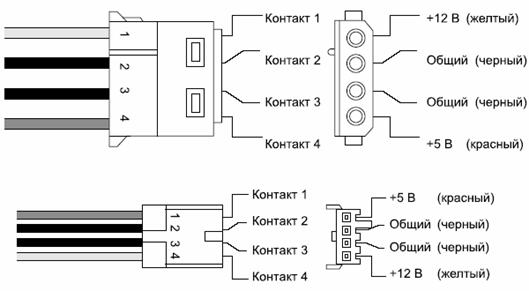 1 Контакт 1 +12 В (желтый)
2 Контакт 2 Общий (черный)
3 Контакт 3 Общий (черный)
4 Контакт 4 +5 В (красный)
1 Контакт 1 +5 В (красный)
2 Контакт 2 Общий (черный)
3 Контакт 3 Общий (черный)
4 Контакт 4 +12 В (желтый)